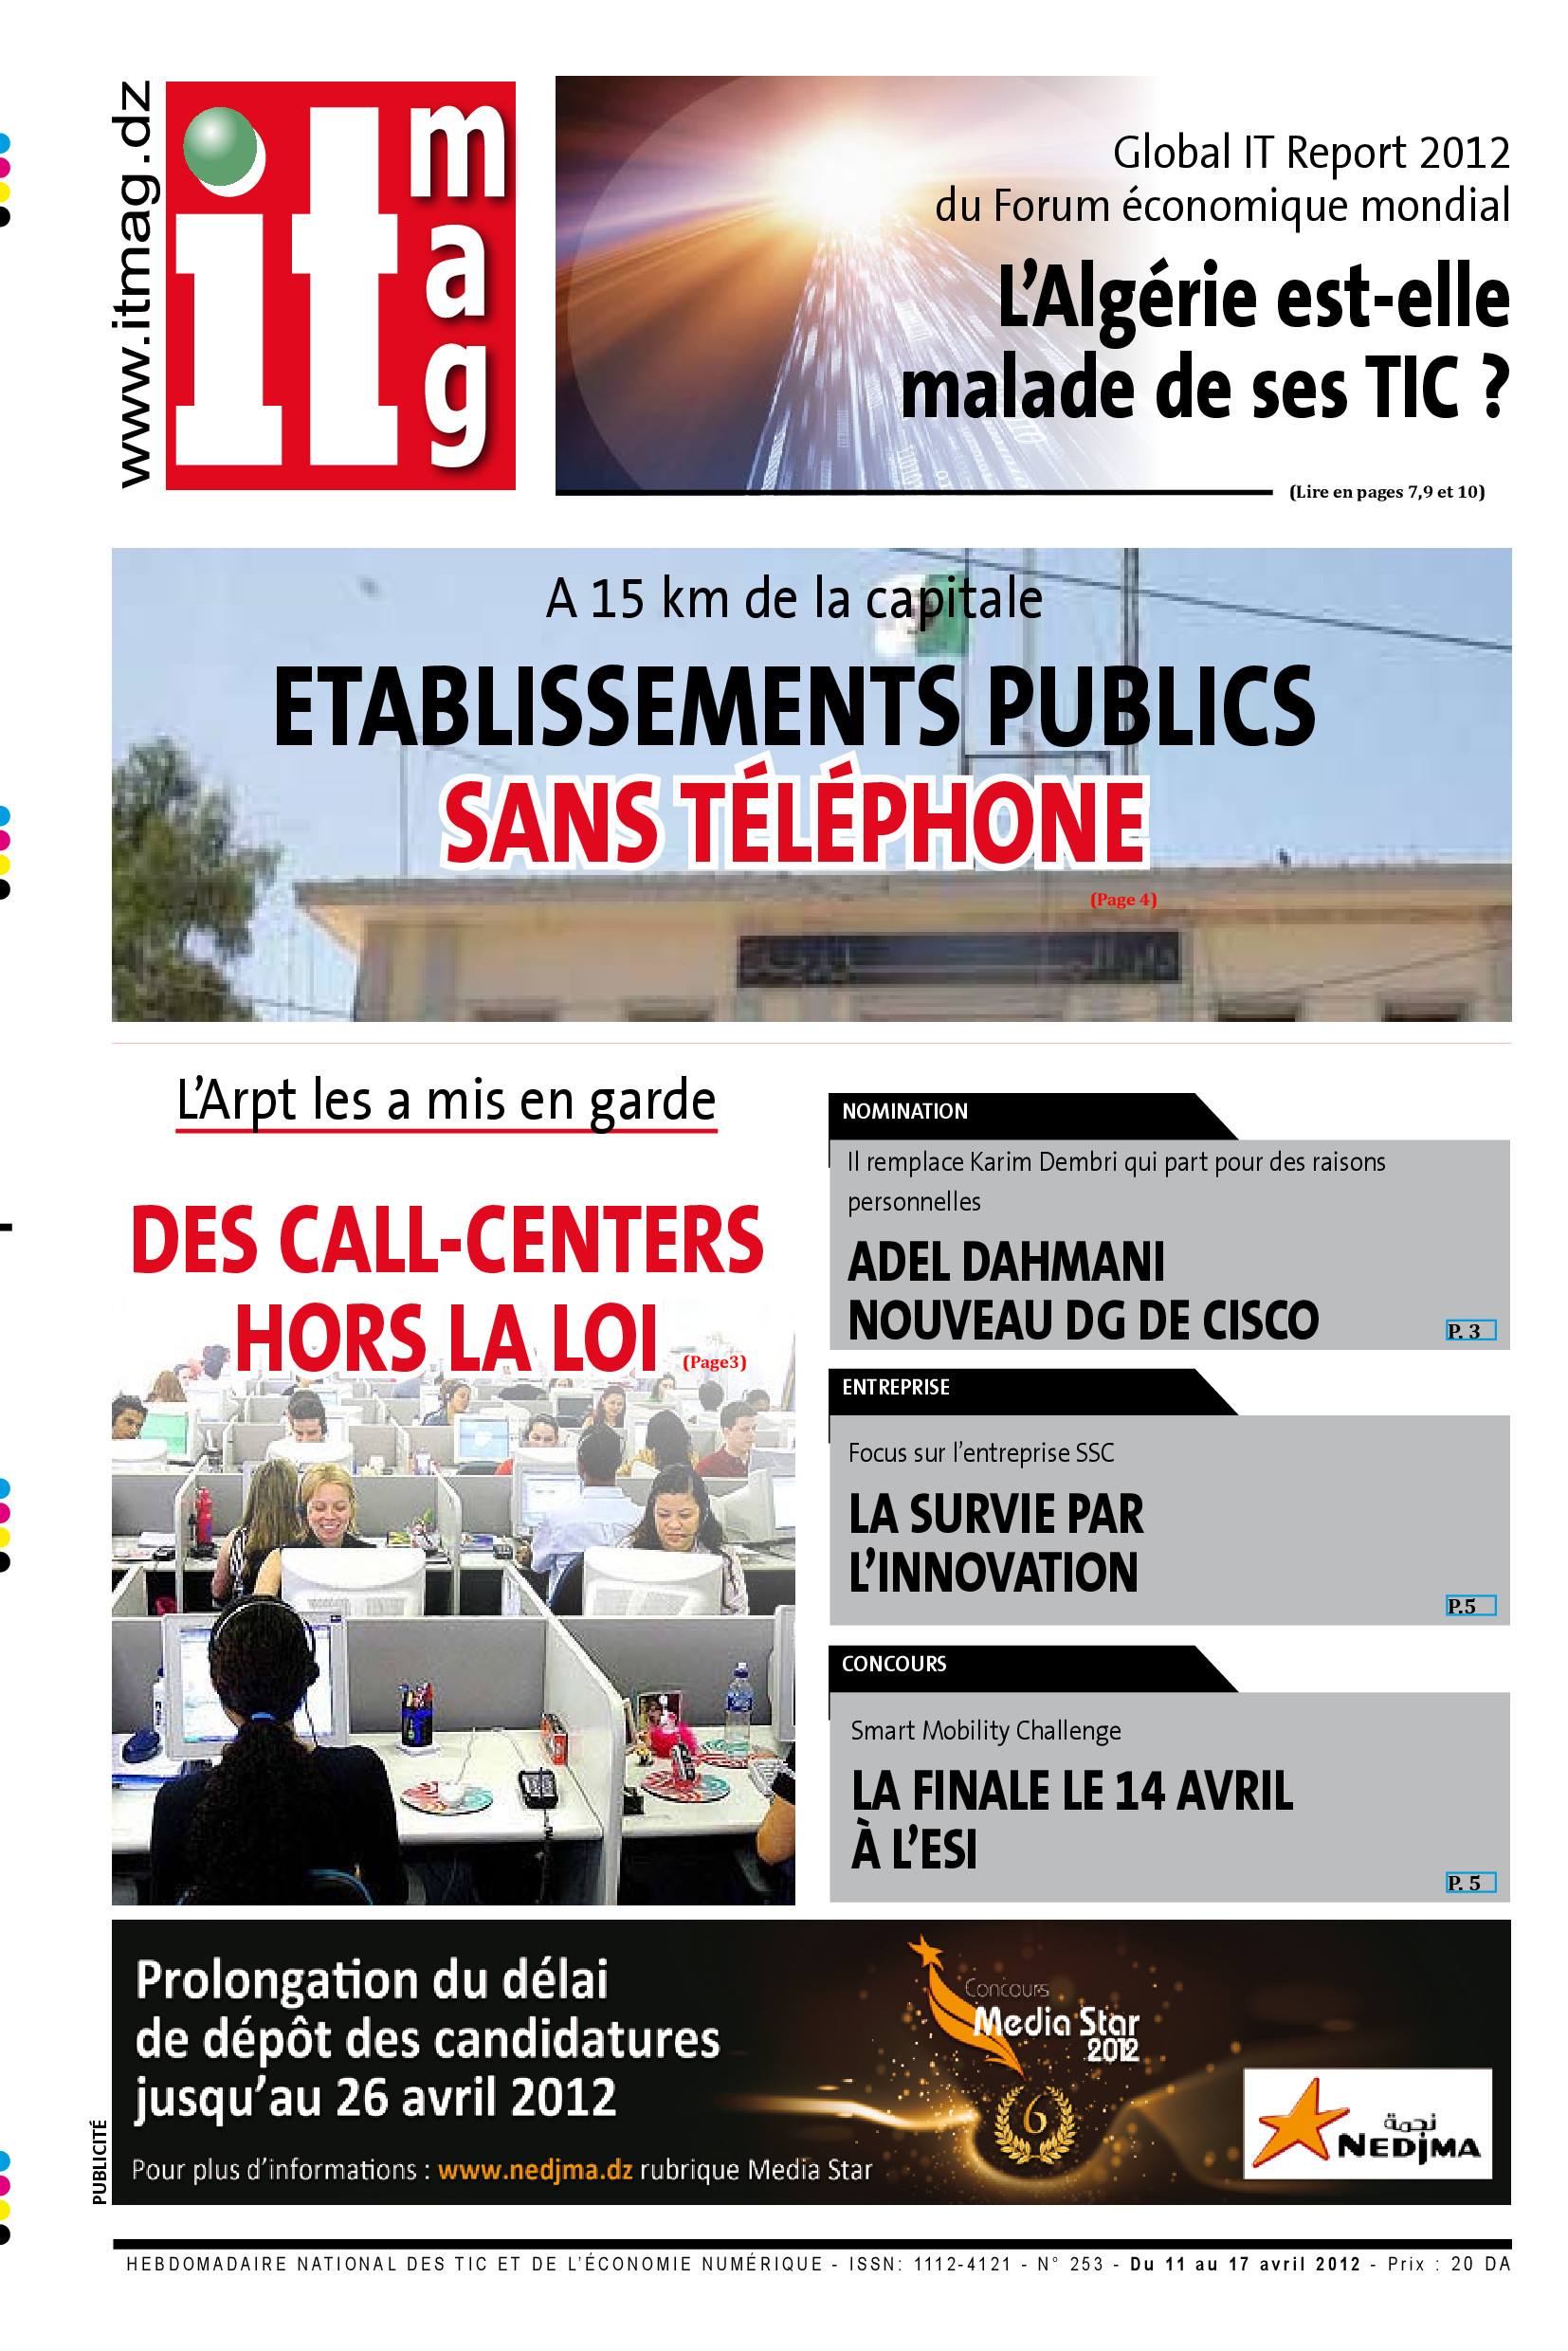 www.itmag.dz
it
mag
Global IT Report 2012
du Forum économique mondial
L'Algérie est-elle
malade de ses TIC ?
(Lire en pages 7,9 et 10)
A 15 km de la capitale
ETABLISSEMENTS PUBLICS
SANS TÉLÉPHONE
(Page 4)
L'Arpt les a mis en garde
DES CALL-CENTERS
HORS LA LOI (Page3)
NOMINATION
Il remplace Karim Dembri qui part pour des raisons
personnelles
ADEL DAHMANI
NOUVEAU DG DE CISCO
P. 3
ENTREPRISE
Focus sur l'entreprise SSC
LA SURVIE PAR
L'INNOVATION
P.5
CONCOURS
Smart Mobility Challenge
LA FINALE LE 14 AVRIL
À L'ESI
P. 5
PUBLICITÉ
Prolongation du délai
de dépôt des candidatures
jusqu'au 26 avril 2012
Pour plus d'informations : www.nedjma.dz rubrique Media Star
Concours
Media Star
2012
6
نجمة
NEDJMA
HEBDOMADAIRE NATIONAL DES TIC ET DE L'ÉCONOMIE NUMÉRIQUE - ISSN: 1112-4121 - N° 253 - Du 11 au 17 avril 2012 - Prix : 20 DA